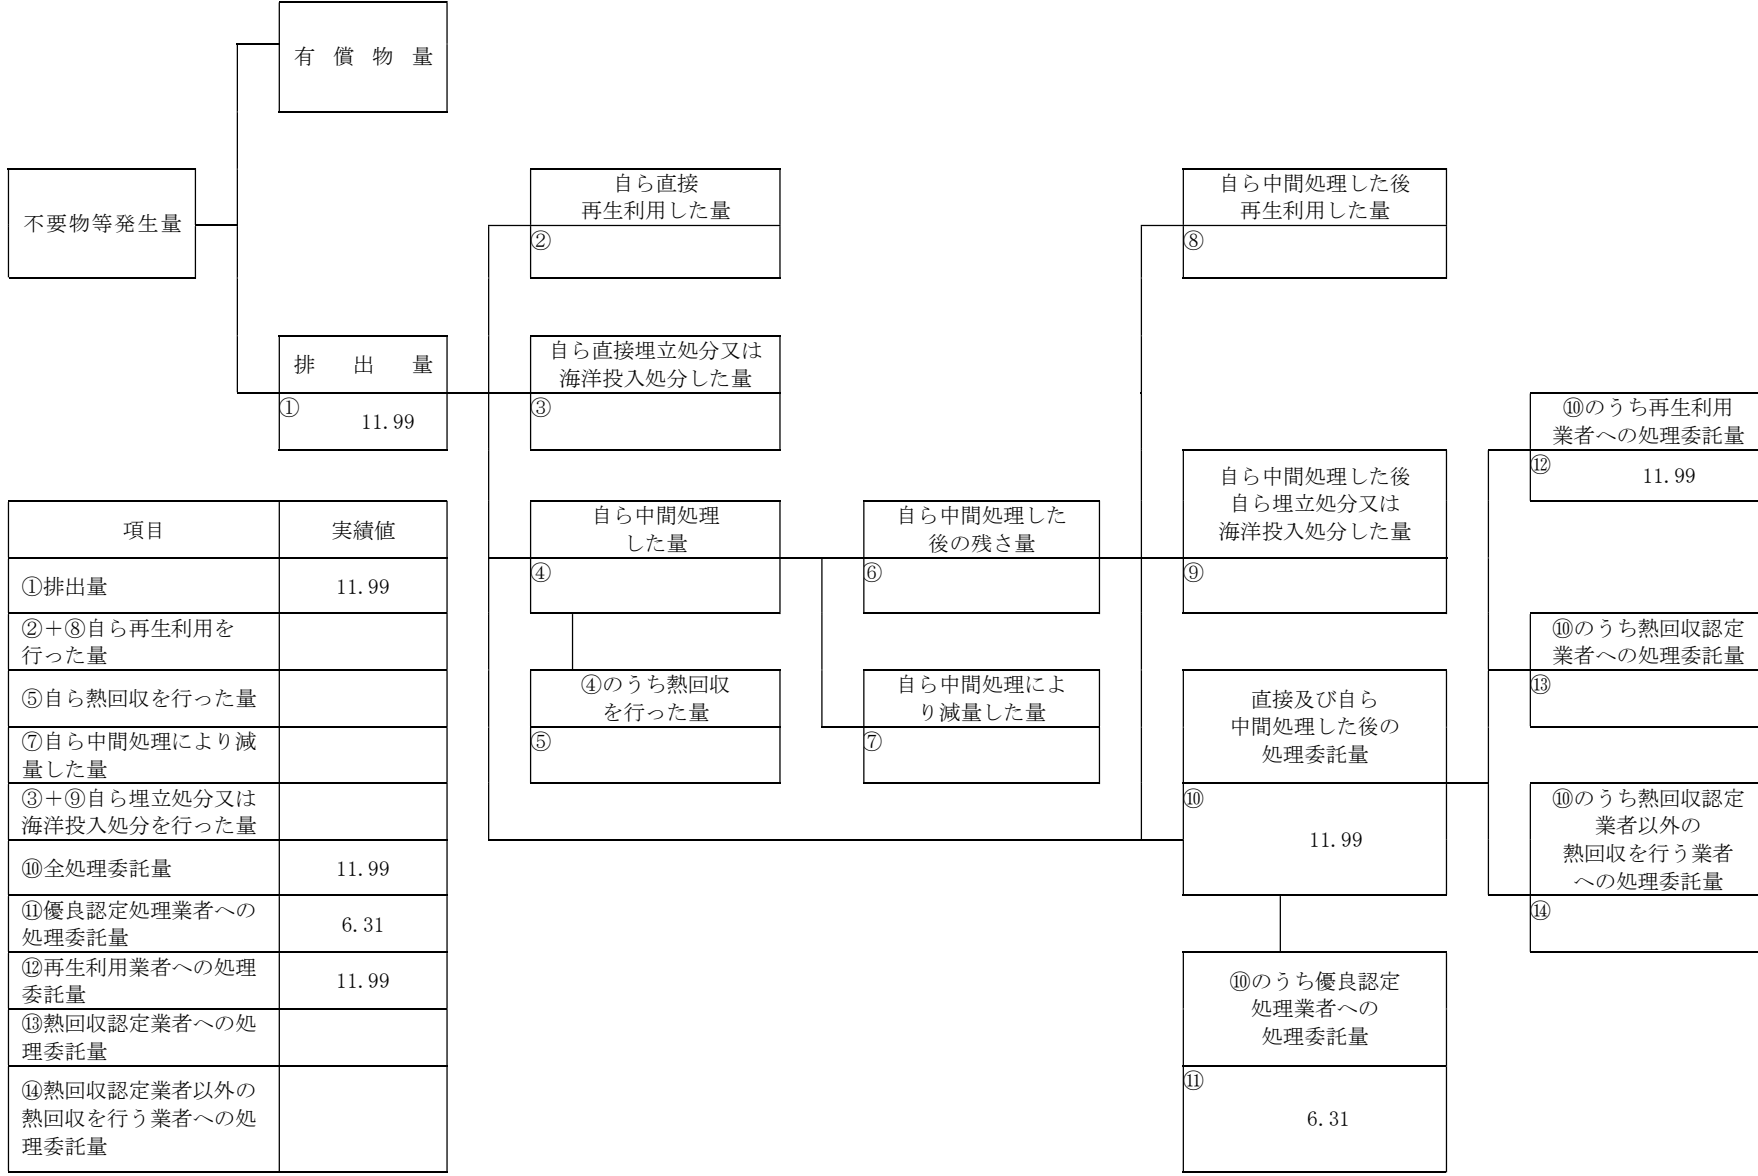 有　償　物　量
不要物等発生量
自ら直接
再生利用した量
②
自ら中間処理した後
再生利用した量
⑧
排　出　量
①
11.99
自ら直接埋立処分又は
海洋投入処分した量
③
⑩のうち再生利用
業者への処理委託量
⑫
11.99
自ら中間処理
した量
④
自ら中間処理した
後の残さ量
⑥
自ら中間処理した後
自ら埋立処分又は
海洋投入処分した量
⑨
⑩のうち熱回収認定
業者への処理委託量
⑬
④のうち熱回収
を行った量
⑤
自ら中間処理によ
り減量した量
⑦
直接及び自ら
中間処理した後の
処理委託量
⑩
11.99
⑩のうち熱回収認定
業者以外の
熱回収を行う業者
への処理委託量
⑭
⑩のうち優良認定
処理業者への
処理委託量
⑪
6.31
項目　実績値
①排出量　11.99
②＋⑧自ら再生利用を
行った量
⑤自ら熱回収を行った量
⑦自ら中間処理により減
量した量
③＋⑨自ら埋立処分又は
海洋投入処分を行った量
⑩全処理委託量　11.99
⑪優良認定処理業者への
処理委託量
6.31
⑫再生利用業者への処理
委託量
11.99
⑬熱回収認定業者への処
理委託量
⑭熱回収認定業者以外の
熱回収を行う業者への処
理委託量